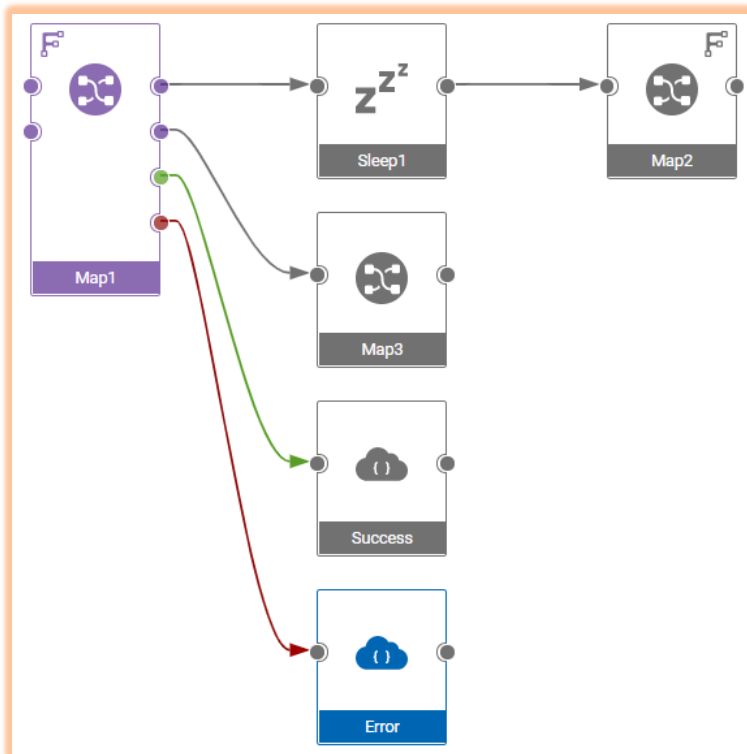 z z z
Sleep1
Map2
Map1
Map3
{ }
Success
{ }
Error